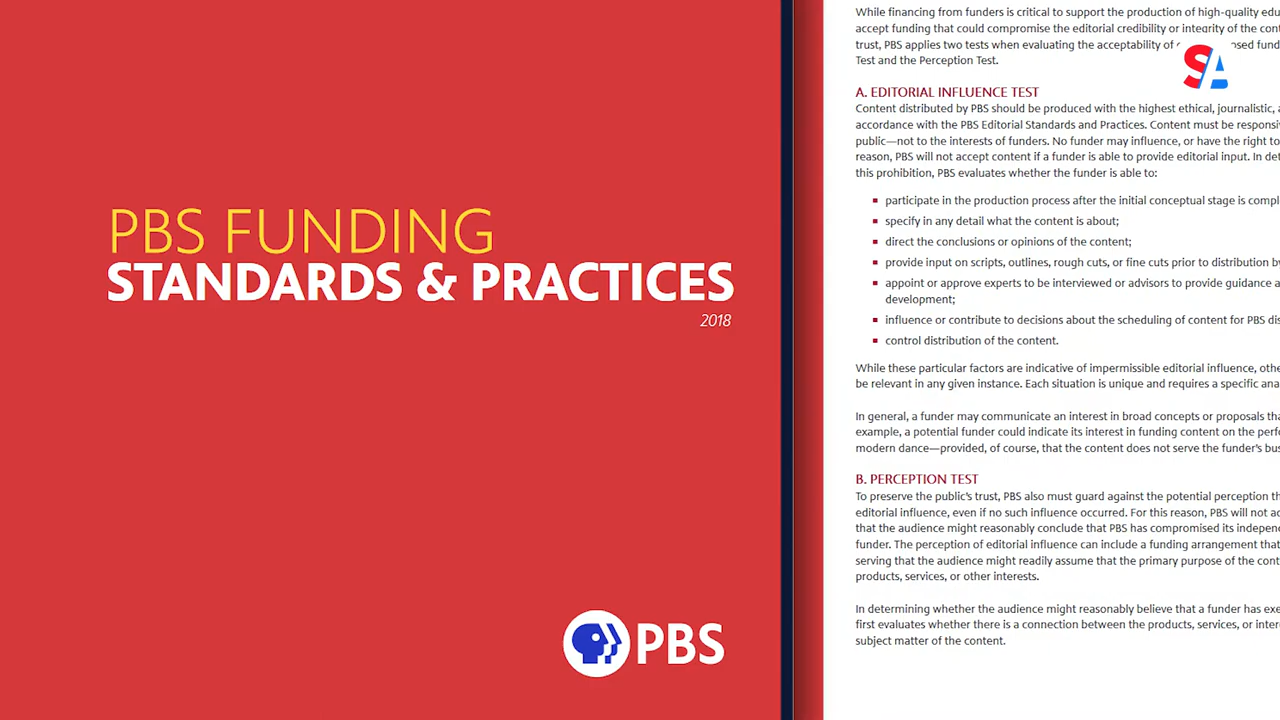 PBS FUNDING
STANDARDS & PRACTICES
2018
PBS
While financing from funders is critical to support the production of high-quality edu
accept funding that could compromise the editorial credibility or integrity of the con
trust, PBS applies two tests when evaluating the acceptability of osed fund
Test and the Perception Test.
SA
A. EDITORIAL INFLUENCE TEST
Content distributed by PBS should be produced with the highest ethical, journalistic, a
accordance with the PBS Editorial Standards and Practices. Content must be responsi
public—not to the interests of funders. No funder may influence, or have the right to
reason, PBS will not accept content if a funder is able to provide editorial input. In det
this prohibition, PBS evaluates whether the funder is able to:
participate in the production process after the initial conceptual stage is compl
specify in any detail what the content is about;
direct the conclusions or opinions of the content;
provide input on scripts, outlines, rough cuts, or fine cuts prior to distribution by
appoint or approve experts to be interviewed or advisors to provide guidance a
development;
influence or contribute to decisions about the scheduling of content for PBS dis
control distribution of the content.
While these particular factors are indicative of impermissible editorial influence, othe
be relevant in any given instance. Each situation is unique and requires a specific ana
In general, a funder may communicate an interest in broad concepts or proposals tha
example, a potential funder could indicate its interest in funding content on the perfo
modern dance—provided, of course, that the content does not serve the funder's bus
B. PERCEPTION TEST
To preserve the public's trust, PBS also must guard against the potential perception th
editorial influence, even if no such influence occurred. For this reason, PBS will not ac
that the audience might reasonably conclude that PBS has compromised its indepen
funder. The perception of editorial influence can include a funding arrangement that
serving that the audience might readily assume that the primary purpose of the cont
products, services, or other interests.
In determining whether the audience might reasonably believe that a funder has exe
first evaluates whether there is a connection between the products, services, or inter
subject matter of the content.